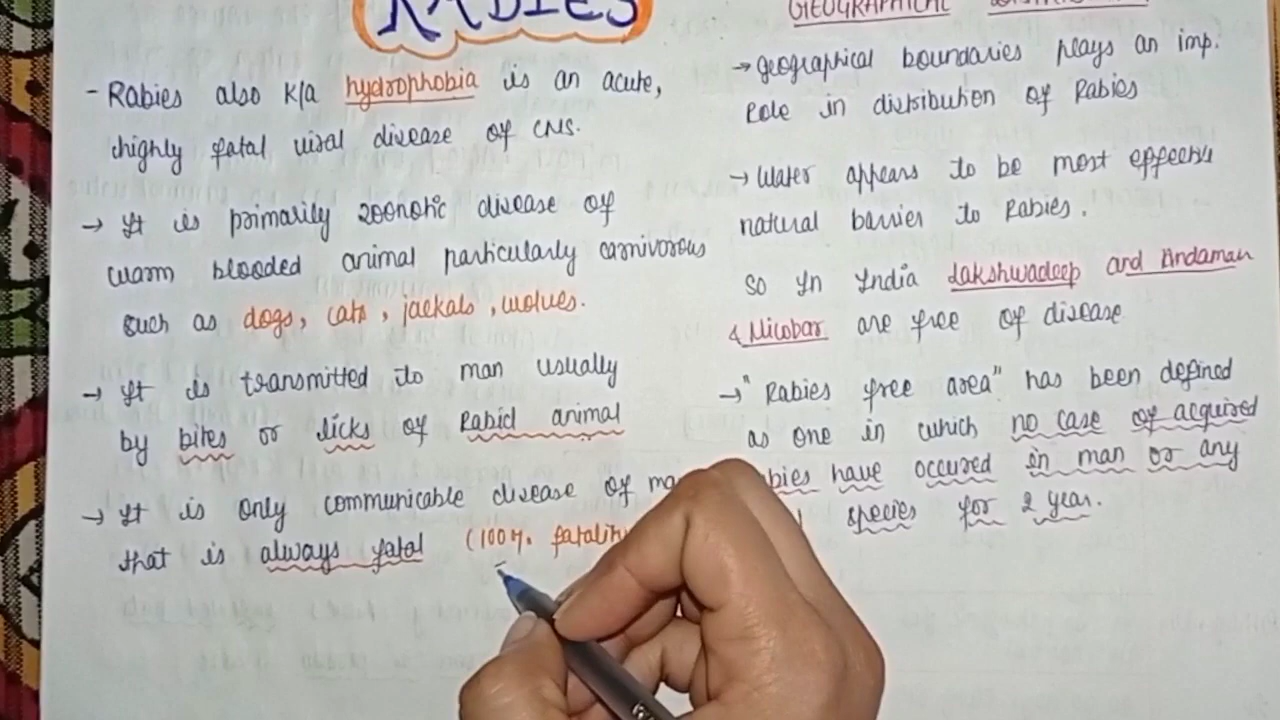 RABIES
- Rabies also K/a hydrophobia is an acute,
highly fatal viral disease of CNS.
→ It is primarily zoonotic disease of
warm blooded animal particularly carnivorous
such as dogs, cats, jackals, wolves.
→ It is transmitted to man usually
by bites or licks of Rabid animal
→ It is only communicable disease of
that is always fatal (100% fatality
GEOGRAPHICAL
→ geographical boundaries plays an imp.
Role in distribution of Rabies
→ Water appears to be most effective
natural barrier to Rabies.
so In India Lakshwadeep and Andaman
& Nicobar are free of disease
→ "Rabies free area" has been defined
as one in which no case of acquired
have occured in man or any
species for 2 year.